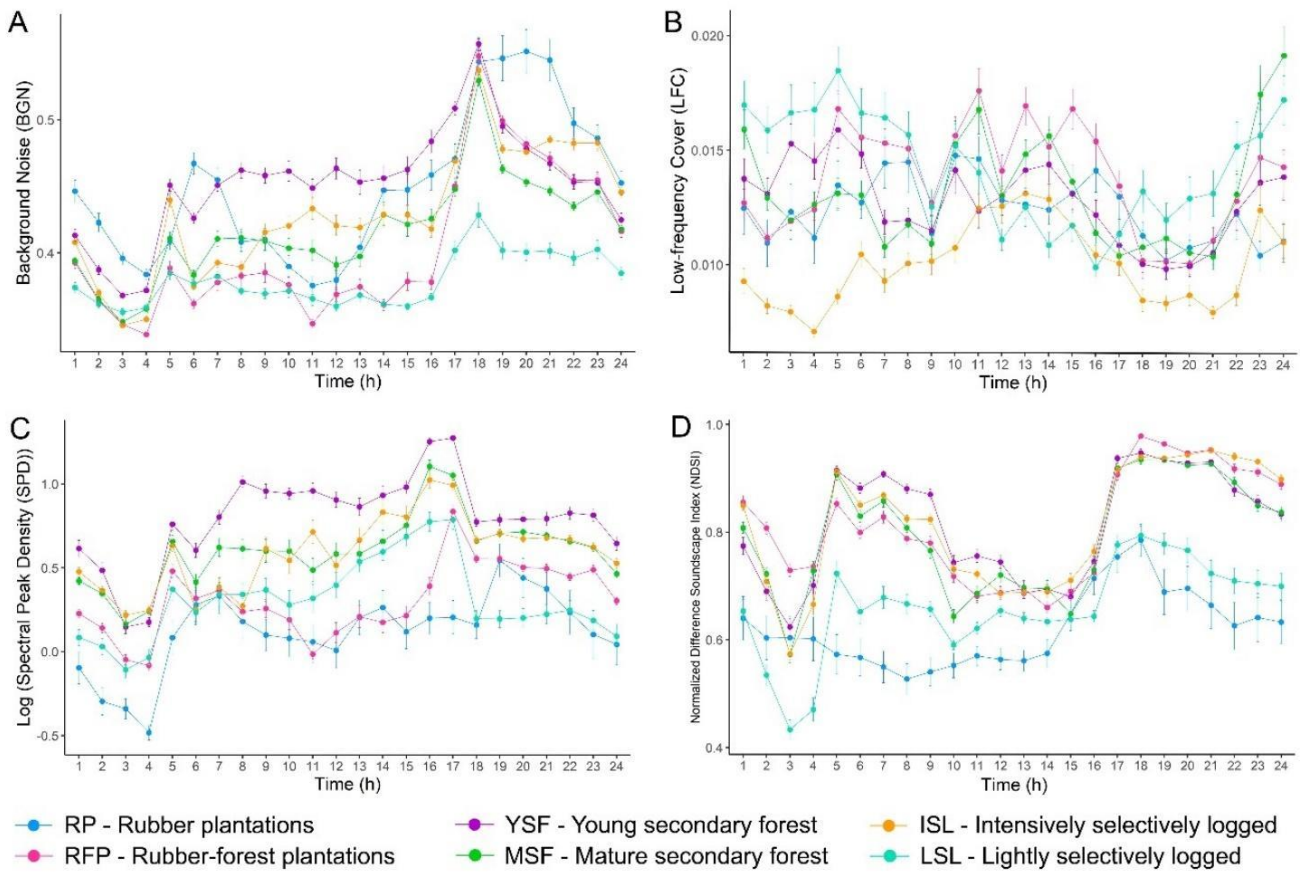 A
Background Noise (BGN)
0.5
0.4
1 2 3 4 5 6 7 8 9 10 11 12 13 14 15 16 17 18 19 20 21 22 23 24
Time (h)
B
Low-frequency Cover (LFC)
0.020
0.015
0.010
1 2 3 4 5 6 7 8 9 10 11 12 13 14 15 16 17 18 19 20 21 22 23 24
Time (h)
C
Log (Spectral Peak Density (SPD))
1.0
0.5
0.0
-0.5
1 2 3 4 5 6 7 8 9 10 11 12 13 14 15 16 17 18 19 20 21 22 23 24
Time (h)
D
Normalized Difference Soundscape Index (NDSI)
1.0
0.8
0.6
0.4
1 2 3 4 5 6 7 8 9 10 11 12 13 14 15 16 17 18 19 20 21 22 23 24
Time (h)
RP - Rubber plantations
YSF - Young secondary forest
ISL - Intensively selectively logged
RFP - Rubber-forest plantations
MSF - Mature secondary forest
LSL - Lightly selectively logged